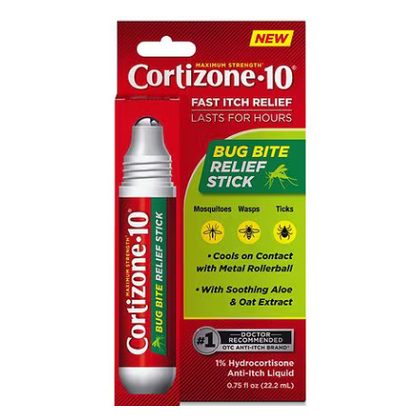 NEW
MAXIMUM STRENGTH
Cortizone•10®
FAST ITCH RELIEF
LASTS FOR HOURS
BUG BITE
RELIEF
STICK
Mosquitoes Wasps Ticks
• Cools on Contact
with Metal Rollerball
• With Soothing Aloe
& Oat Extract
#1 DOCTOR
RECOMMENDED
OTC ANTI-ITCH BRAND†
1% Hydrocortisone
Anti-Itch Liquid
0.75 fl oz (22.2 mL)
MAXIMUM STRENGTH
Cortizone•10®
BUG BITE RELIEF STICK